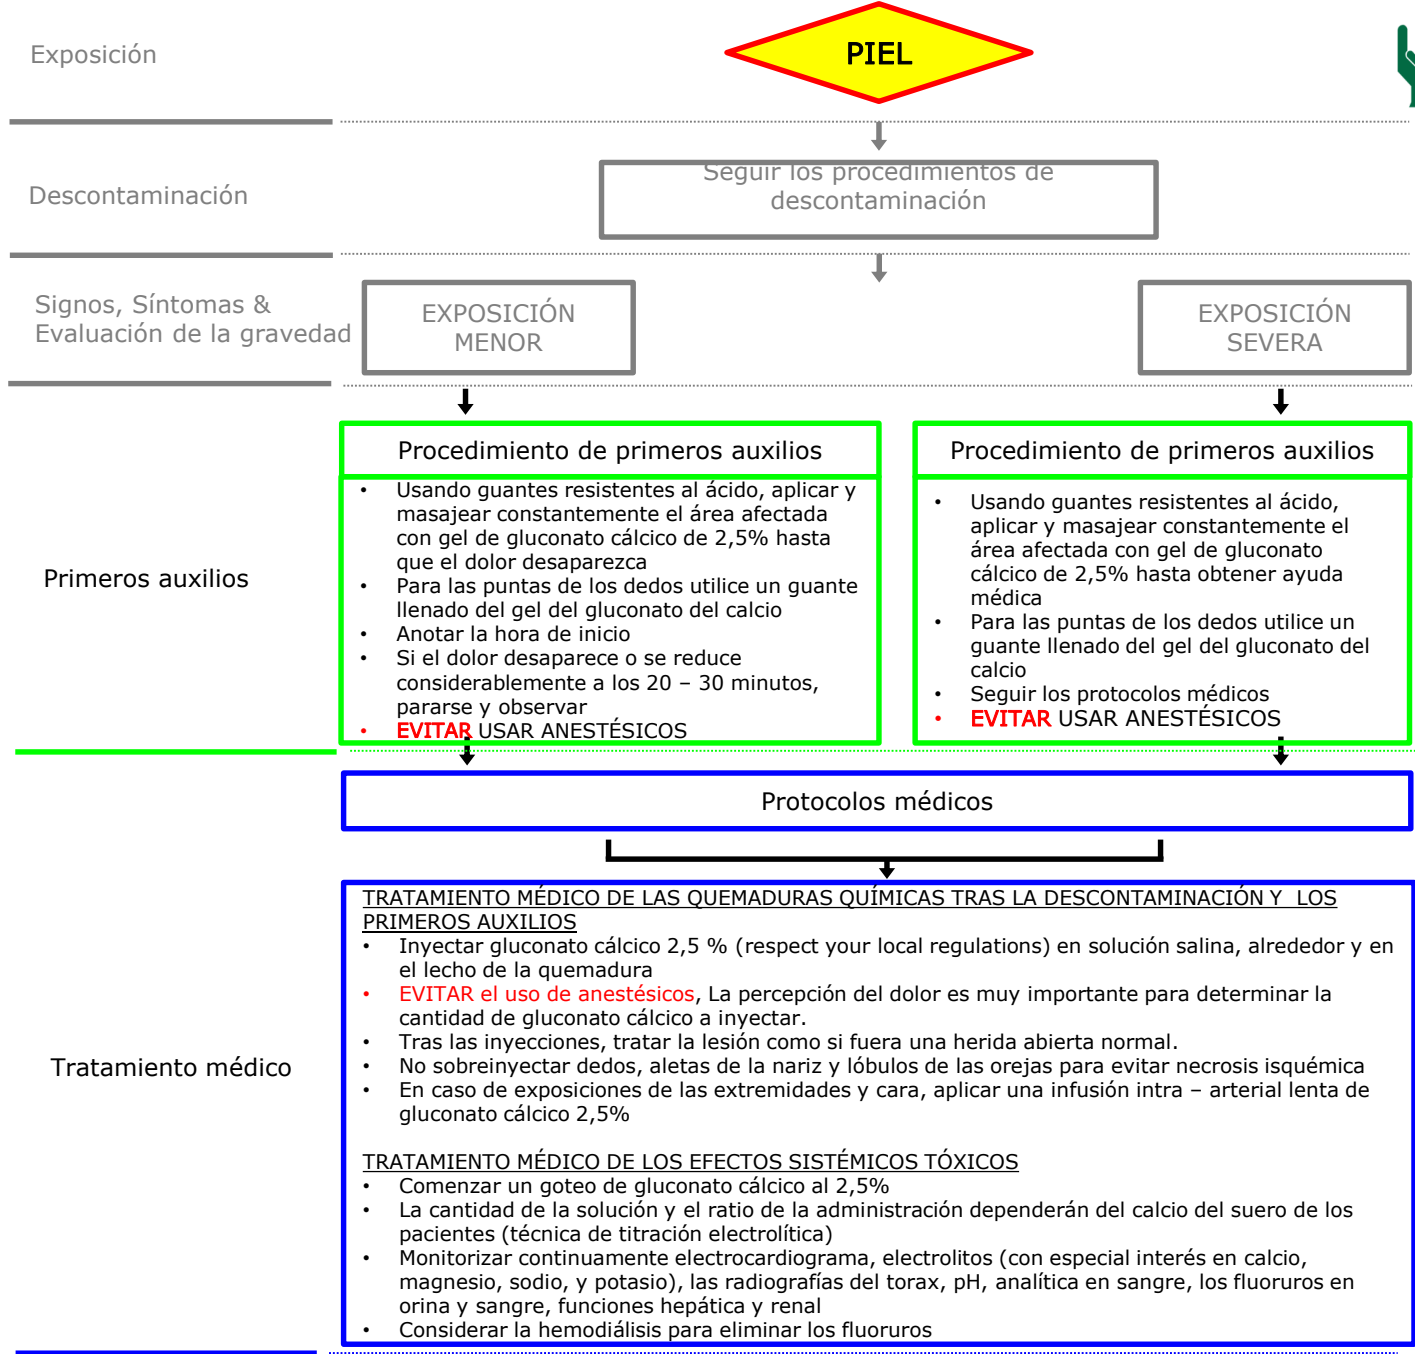 Exposición
PIEL
Descontaminación
Seguir los procedimientos de
descontaminación
Signos, Síntomas &
Evaluación de la gravedad
EXPOSICIÓN
MENOR
EXPOSICIÓN
SEVERA
Primeros auxilios
Procedimiento de primeros auxilios
• Usando guantes resistentes al ácido, aplicar y
masajear constantemente el área afectada
con gel de gluconato cálcico de 2,5% hasta
que el dolor desaparezca
• Para las puntas de los dedos utilice un guante
llenado del gel del gluconato del calcio
• Anotar la hora de inicio
• Si el dolor desaparece o se reduce
considerablemente a los 20 – 30 minutos,
pararse y observar
• EVITAR USAR ANESTÉSICOS
Procedimiento de primeros auxilios
• Usando guantes resistentes al ácido,
aplicar y masajear constantemente el
área afectada con gel de gluconato
cálcico de 2,5% hasta obtener ayuda
médica
• Para las puntas de los dedos utilice un
guante llenado del gel del gluconato del
calcio
• Seguir los protocolos médicos
• EVITAR USAR ANESTÉSICOS
Tratamiento médico
Protocolos médicos
TRATAMIENTO MÉDICO DE LAS QUEMADURAS QUÍMICAS TRAS LA DESCONTAMINACIÓN Y LOS
PRIMEROS AUXILIOS
• Inyectar gluconato cálcico 2,5 % (respect your local regulations) en solución salina, alrededor y en
el lecho de la quemadura
• EVITAR el uso de anestésicos, La percepción del dolor es muy importante para determinar la
cantidad de gluconato cálcico a inyectar.
• Tras las inyecciones, tratar la lesión como si fuera una herida abierta normal.
• No sobreinyectar dedos, aletas de la nariz y lóbulos de las orejas para evitar necrosis isquémica
• En caso de exposiciones de las extremidades y cara, aplicar una infusión intra – arterial lenta de
gluconato cálcico 2,5%
TRATAMIENTO MÉDICO DE LOS EFECTOS SISTÉMICOS TÓXICOS
• Comenzar un goteo de gluconato cálcico al 2,5%
• La cantidad de la solución y el ratio de la administración dependerán del calcio del suero de los
pacientes (técnica de titración electrolítica)
• Monitorizar continuamente electrocardiograma, electrolitos (con especial interés en calcio,
magnesio, sodio, y potasio), las radiografías del torax, pH, analítica en sangre, los fluoruros en
orina y sangre, funciones hepática y renal
• Considerar la hemodiálisis para eliminar los fluoruros